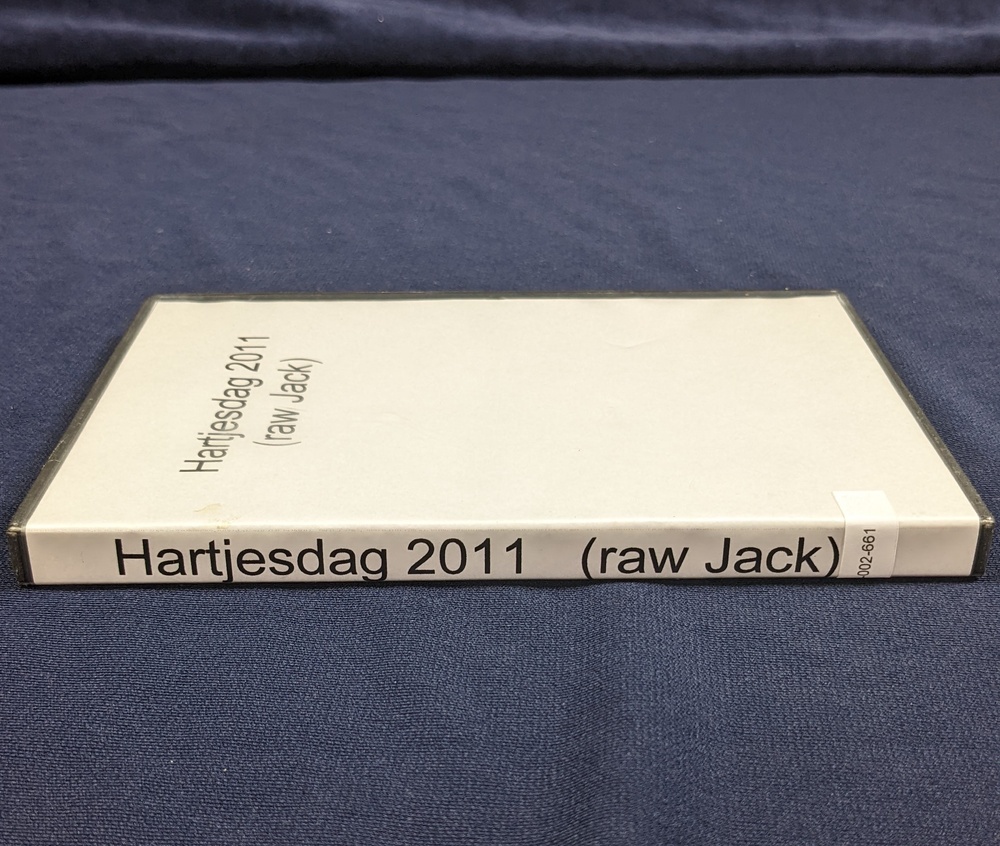 Hartjesdag 2011
(raw Jack)
Hartjesdag 2011 (raw Jack)
-002-661